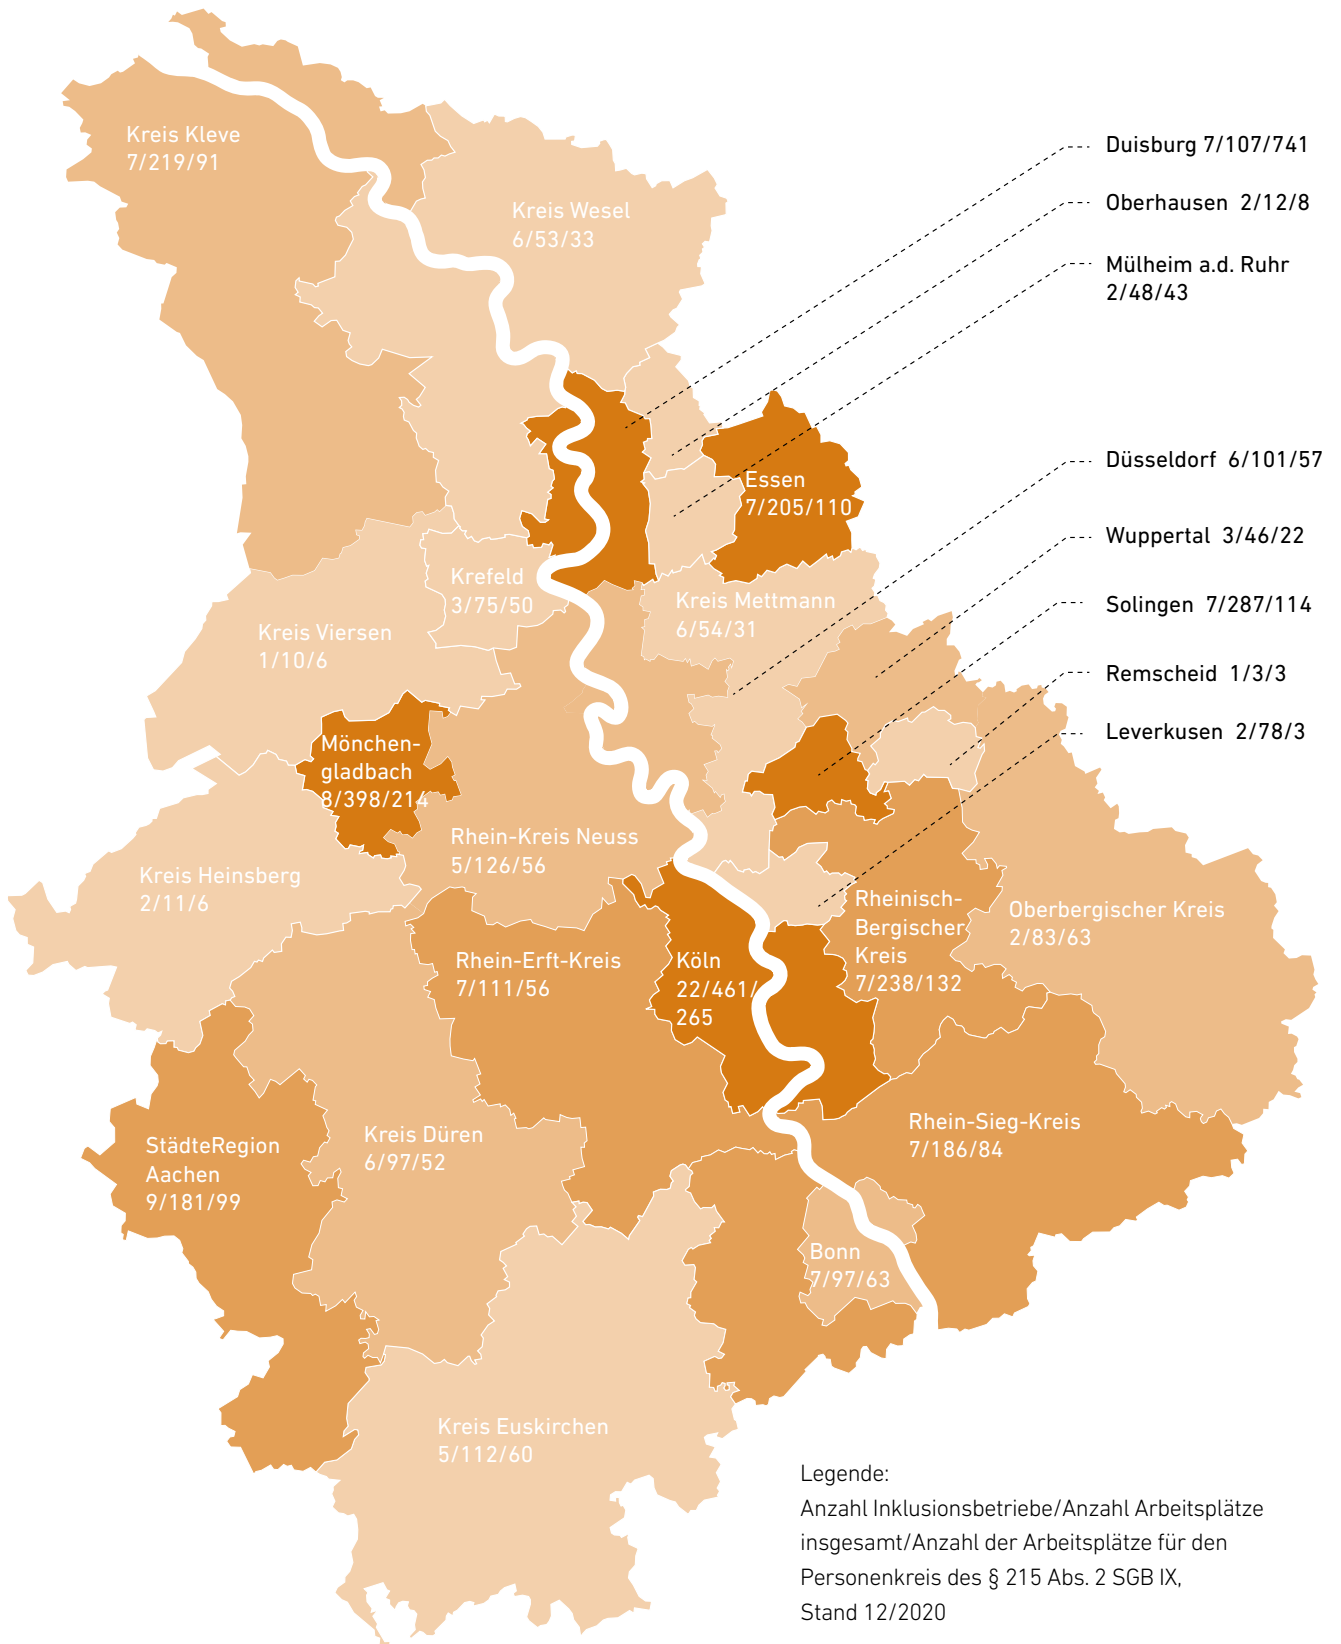 Kreis Kleve
7/219/91
Kreis Wesel
6/53/33
Duisburg 7/107/741
Oberhausen 2/12/8
Mülheim a.d. Ruhr
2/48/43
Essen
7/205/110
Düsseldorf 6/101/57
Wuppertal 3/46/22
Solingen 7/287/114
Remscheid 1/3/3
Leverkusen 2/78/3
Krefeld
3/75/50
Kreis Mettmann
6/54/31
Kreis Viersen
1/10/6
Mönchen-
gladbach
8/398/214
Rhein-Kreis Neuss
5/126/56
Kreis Heinsberg
2/11/6
Rheinisch-
Bergischer
Kreis
7/238/132
Oberbergischer Kreis
2/83/63
Rhein-Erft-Kreis
7/111/56
Köln
22/461/
265
Rhein-Sieg-Kreis
7/186/84
Kreis Düren
6/97/52
StädteRegion
Aachen
9/181/99
Bonn
7/97/63
Kreis Euskirchen
5/112/60
Legende:
Anzahl Inklusionsbetriebe/Anzahl Arbeitsplätze
insgesamt/Anzahl der Arbeitsplätze für den
Personenkreis des § 215 Abs. 2 SGB IX,
Stand 12/2020